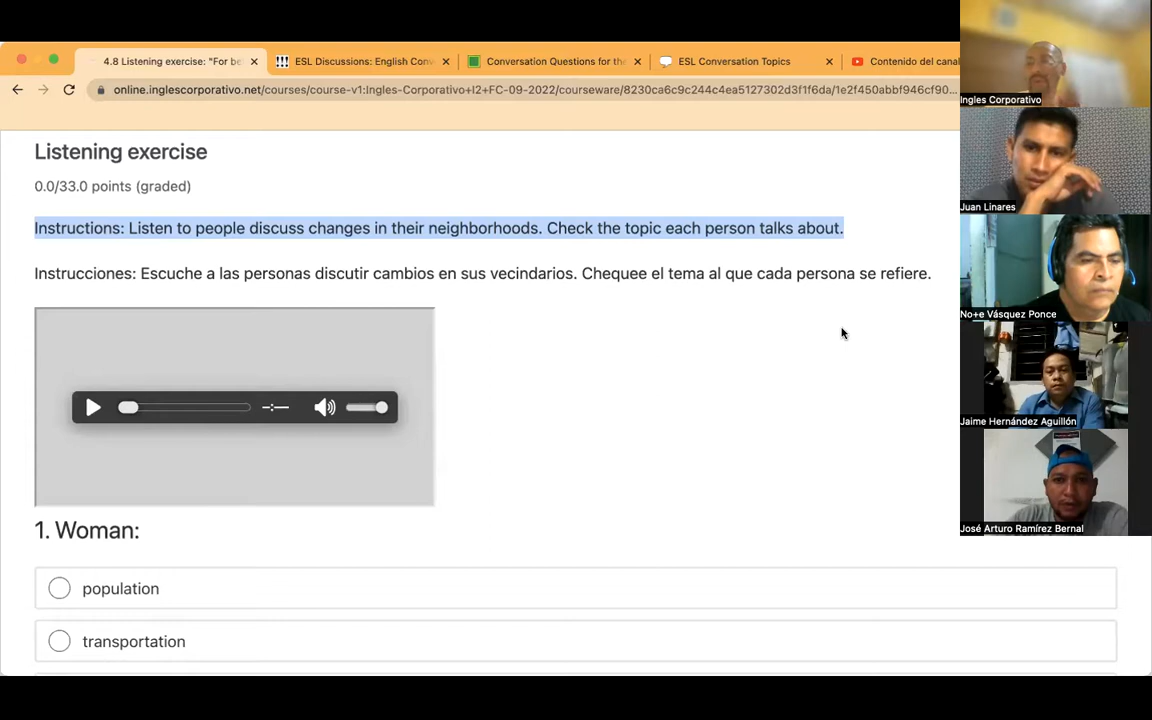 4.8 Listening exercise: "For be
ESL Discussions: English Conv
Conversation Questions for the
ESL Conversation Topics
Contenido del canal
online.inglescorporativo.net/courses/course-v1:Ingles-Corporativo+I2+FC-09-2022/courseware/8230ca6c9c244c4ea5127302d3f1f6da/1e2f450abbf946cf90...
Listening exercise
0.0/33.0 points (graded)
Instructions: Listen to people discuss changes in their neighborhoods. Check the topic each person talks about.
Instrucciones: Escuche a las personas discutir cambios en sus vecindarios. Chequee el tema al que cada persona se refiere.
1. Woman:
population
transportation
Ingles Corporativo
Juan Linares
No+e Vásquez Ponce
Jaime Hernández Aguillón
José Arturo Ramírez Bernal